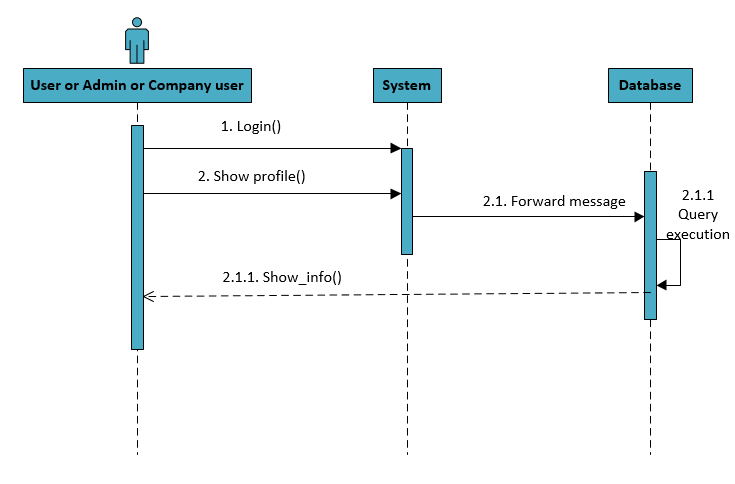 User or Admin or Company user
System
Database
1. Login()
2. Show profile()
2.1. Forward message
2.1.1
Query
execution
2.1.1. Show_info()